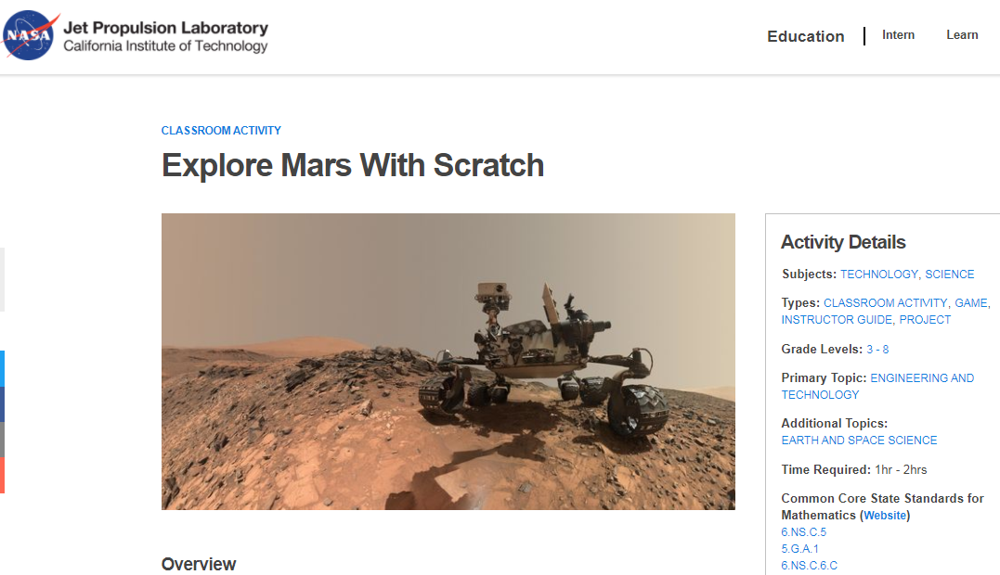 NASA
Jet Propulsion Laboratory
California Institute of Technology
Education
Intern
Learn
CLASSROOM ACTIVITY
Explore Mars With Scratch
Activity Details
Subjects: TECHNOLOGY, SCIENCE
Types: CLASSROOM ACTIVITY, GAME,
INSTRUCTOR GUIDE, PROJECT
Grade Levels: 3 - 8
Primary Topic: ENGINEERING AND
TECHNOLOGY
Additional Topics:
EARTH AND SPACE SCIENCE
Time Required: 1hr - 2hrs
Common Core State Standards for
Mathematics (Website)
6.NS.C.5
5.G.A.1
6.NS.C.6.C
Overview